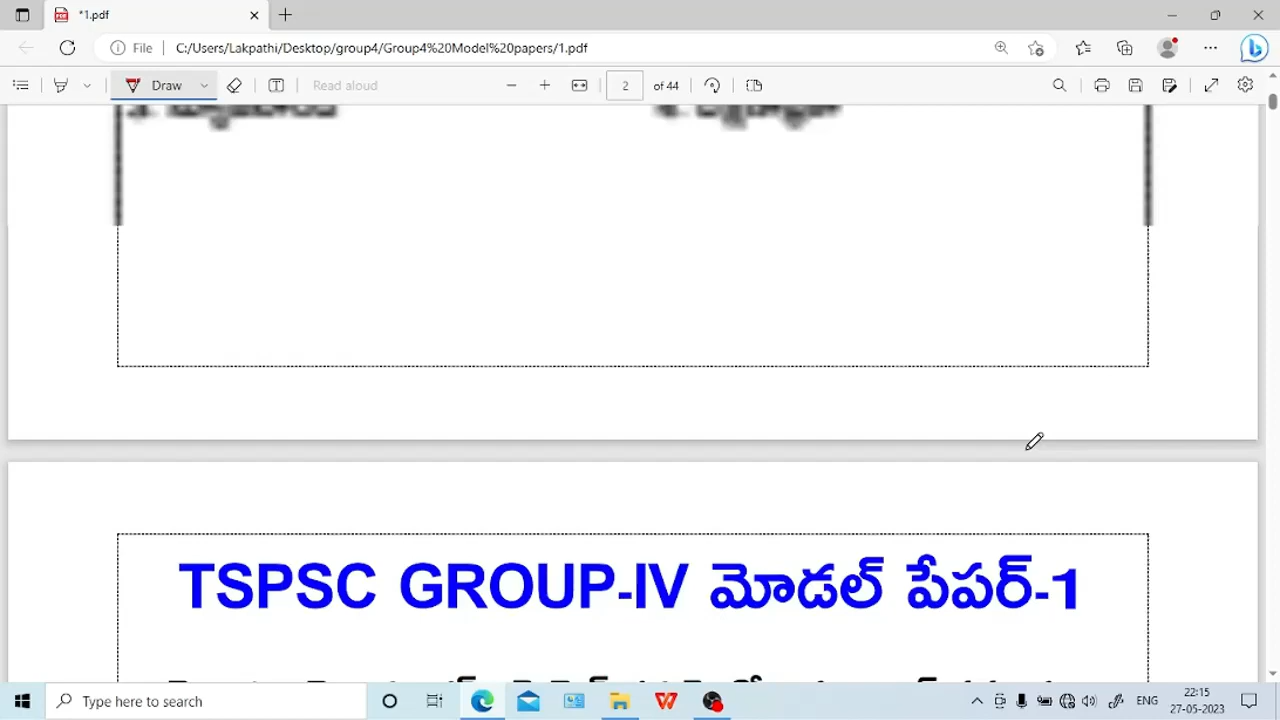 *1.pdf
File
C:/Users/Lakpathi/Desktop/group4/Group4%20Model%20papers/1.pdf
Draw
Read aloud
2 of 44
TSPSC GROUP-IV మోడల్ పేపర్-1
Type here to search
ENG
22:15
27-05-2023